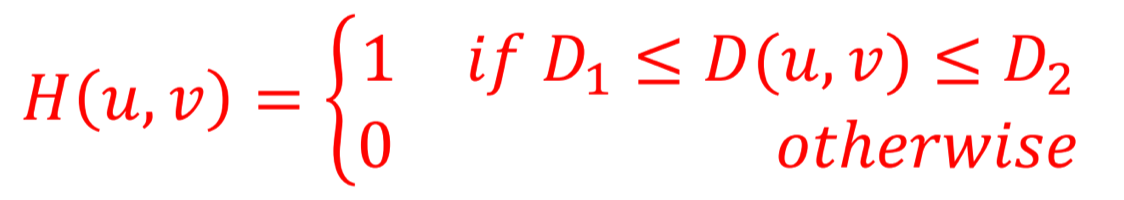 H(u, v) = { 1 if D₁ ≤ D(u, v) ≤ D₂
0 otherwise